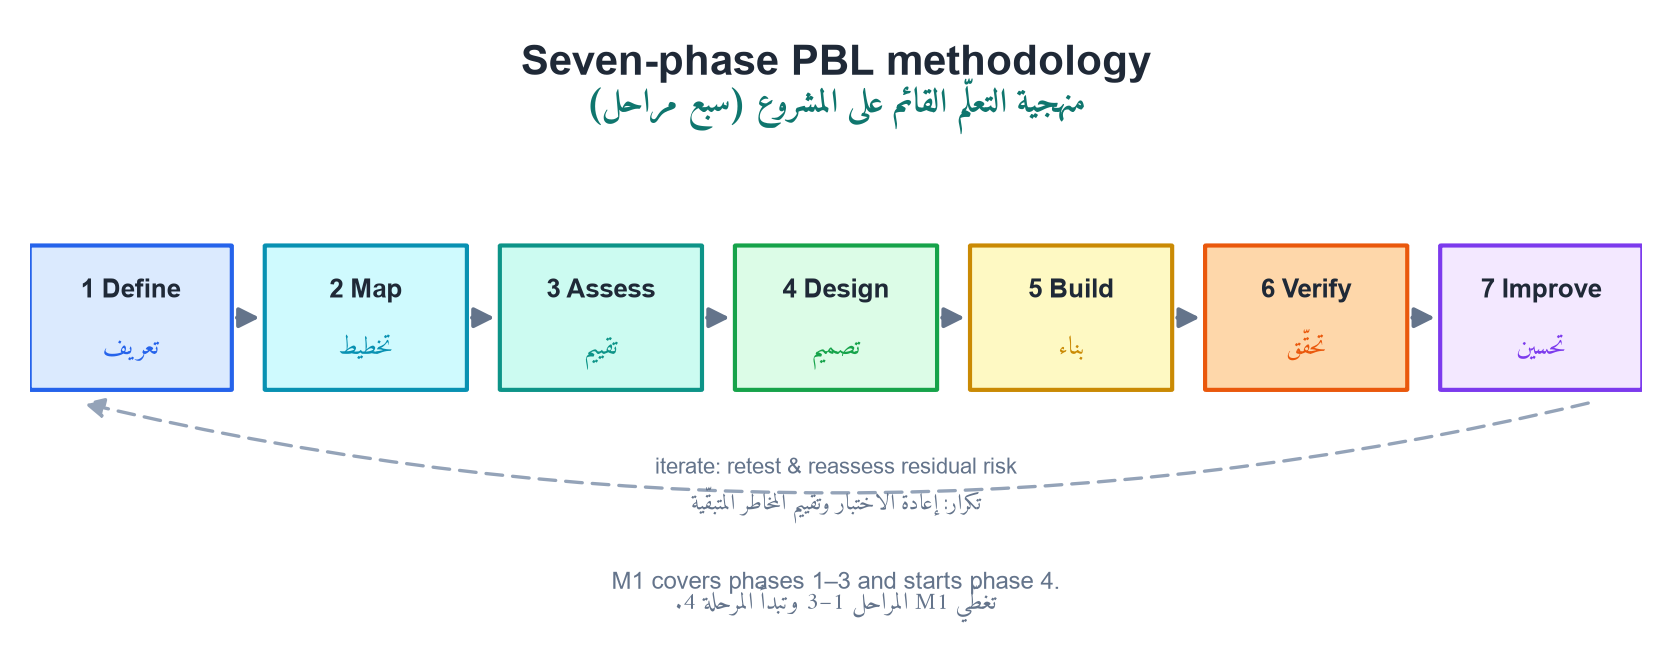 Seven-phase PBL methodology
منهجية التعلّم القائم على المشروع (سبع مراحل)
1 Define
تعريف
2 Map
تخطيط
3 Assess
تقييم
4 Design
تصميم
5 Build
بناء
6 Verify
تحقّق
7 Improve
تحسين
iterate: retest & reassess residual risk
تكرار: إعادة الاختبار وتقييم المخاطر المتبقّية
M1 covers phases 1–3 and starts phase 4.
تغطّي M1 المراحل 1–3 وتبدأ المرحلة 4.